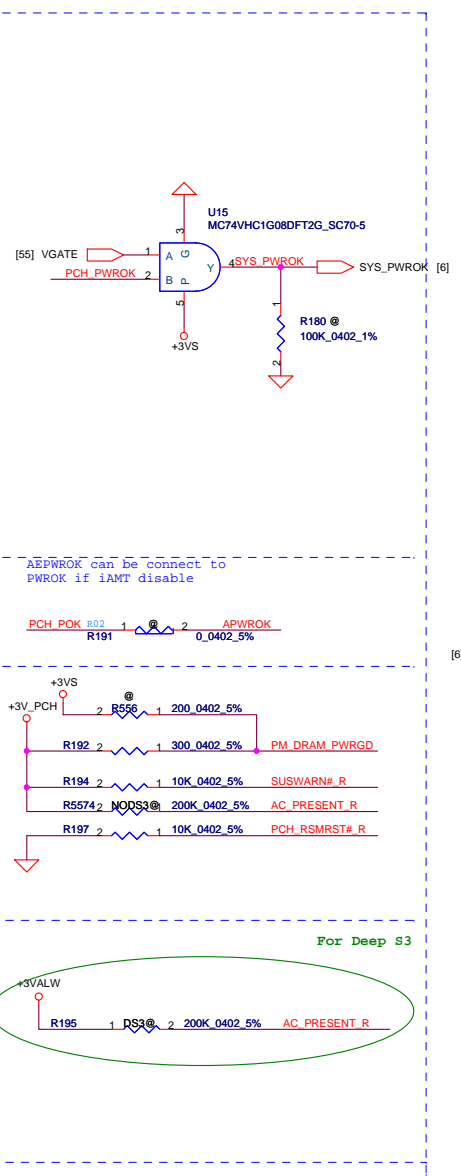 U15
MC74VHC1G08DFT2G_SC70-5
3
[55] VGATE 1 A G
PCH_PWROK 2 B P Y 4 SYS_PWROK SYS_PWROK [6]
5
+3VS
1
R180 @
100K_0402_1%
2
AEPWROK can be connect to
PWROK if iAMT disable
PCH_POK R02 1 @ 2 APWROK
R191 0_0402_5%
[6
+3VS
+3V_PCH
@
2 R556 1 200_0402_5%
R192 2 1 300_0402_5% PM_DRAM_PWRGD
R194 2 1 10K_0402_5% SUSWARN#_R
R5574 2 NODS3@ 1 200K_0402_5% AC_PRESENT_R
R197 2 1 10K_0402_5% PCH_RSMRST#_R
For Deep S3
+3VALW
R195 1 DS3@ 2 200K_0402_5% AC_PRESENT_R